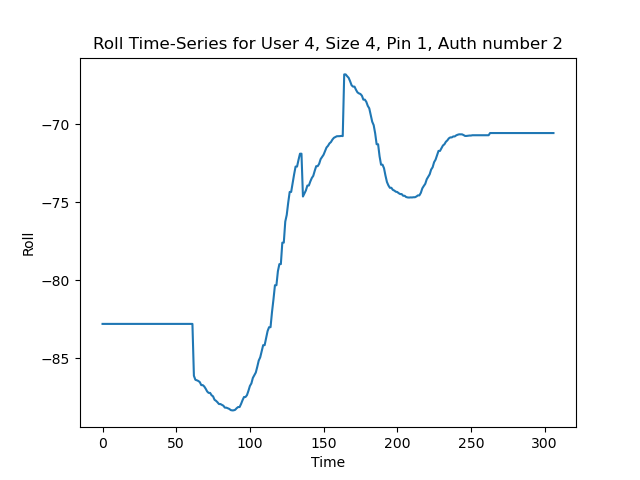 Roll Time-Series for User 4, Size 4, Pin 1, Auth number 2
−70
−75
−80
−85
Roll
0 50 100 150 200 250 300
Time